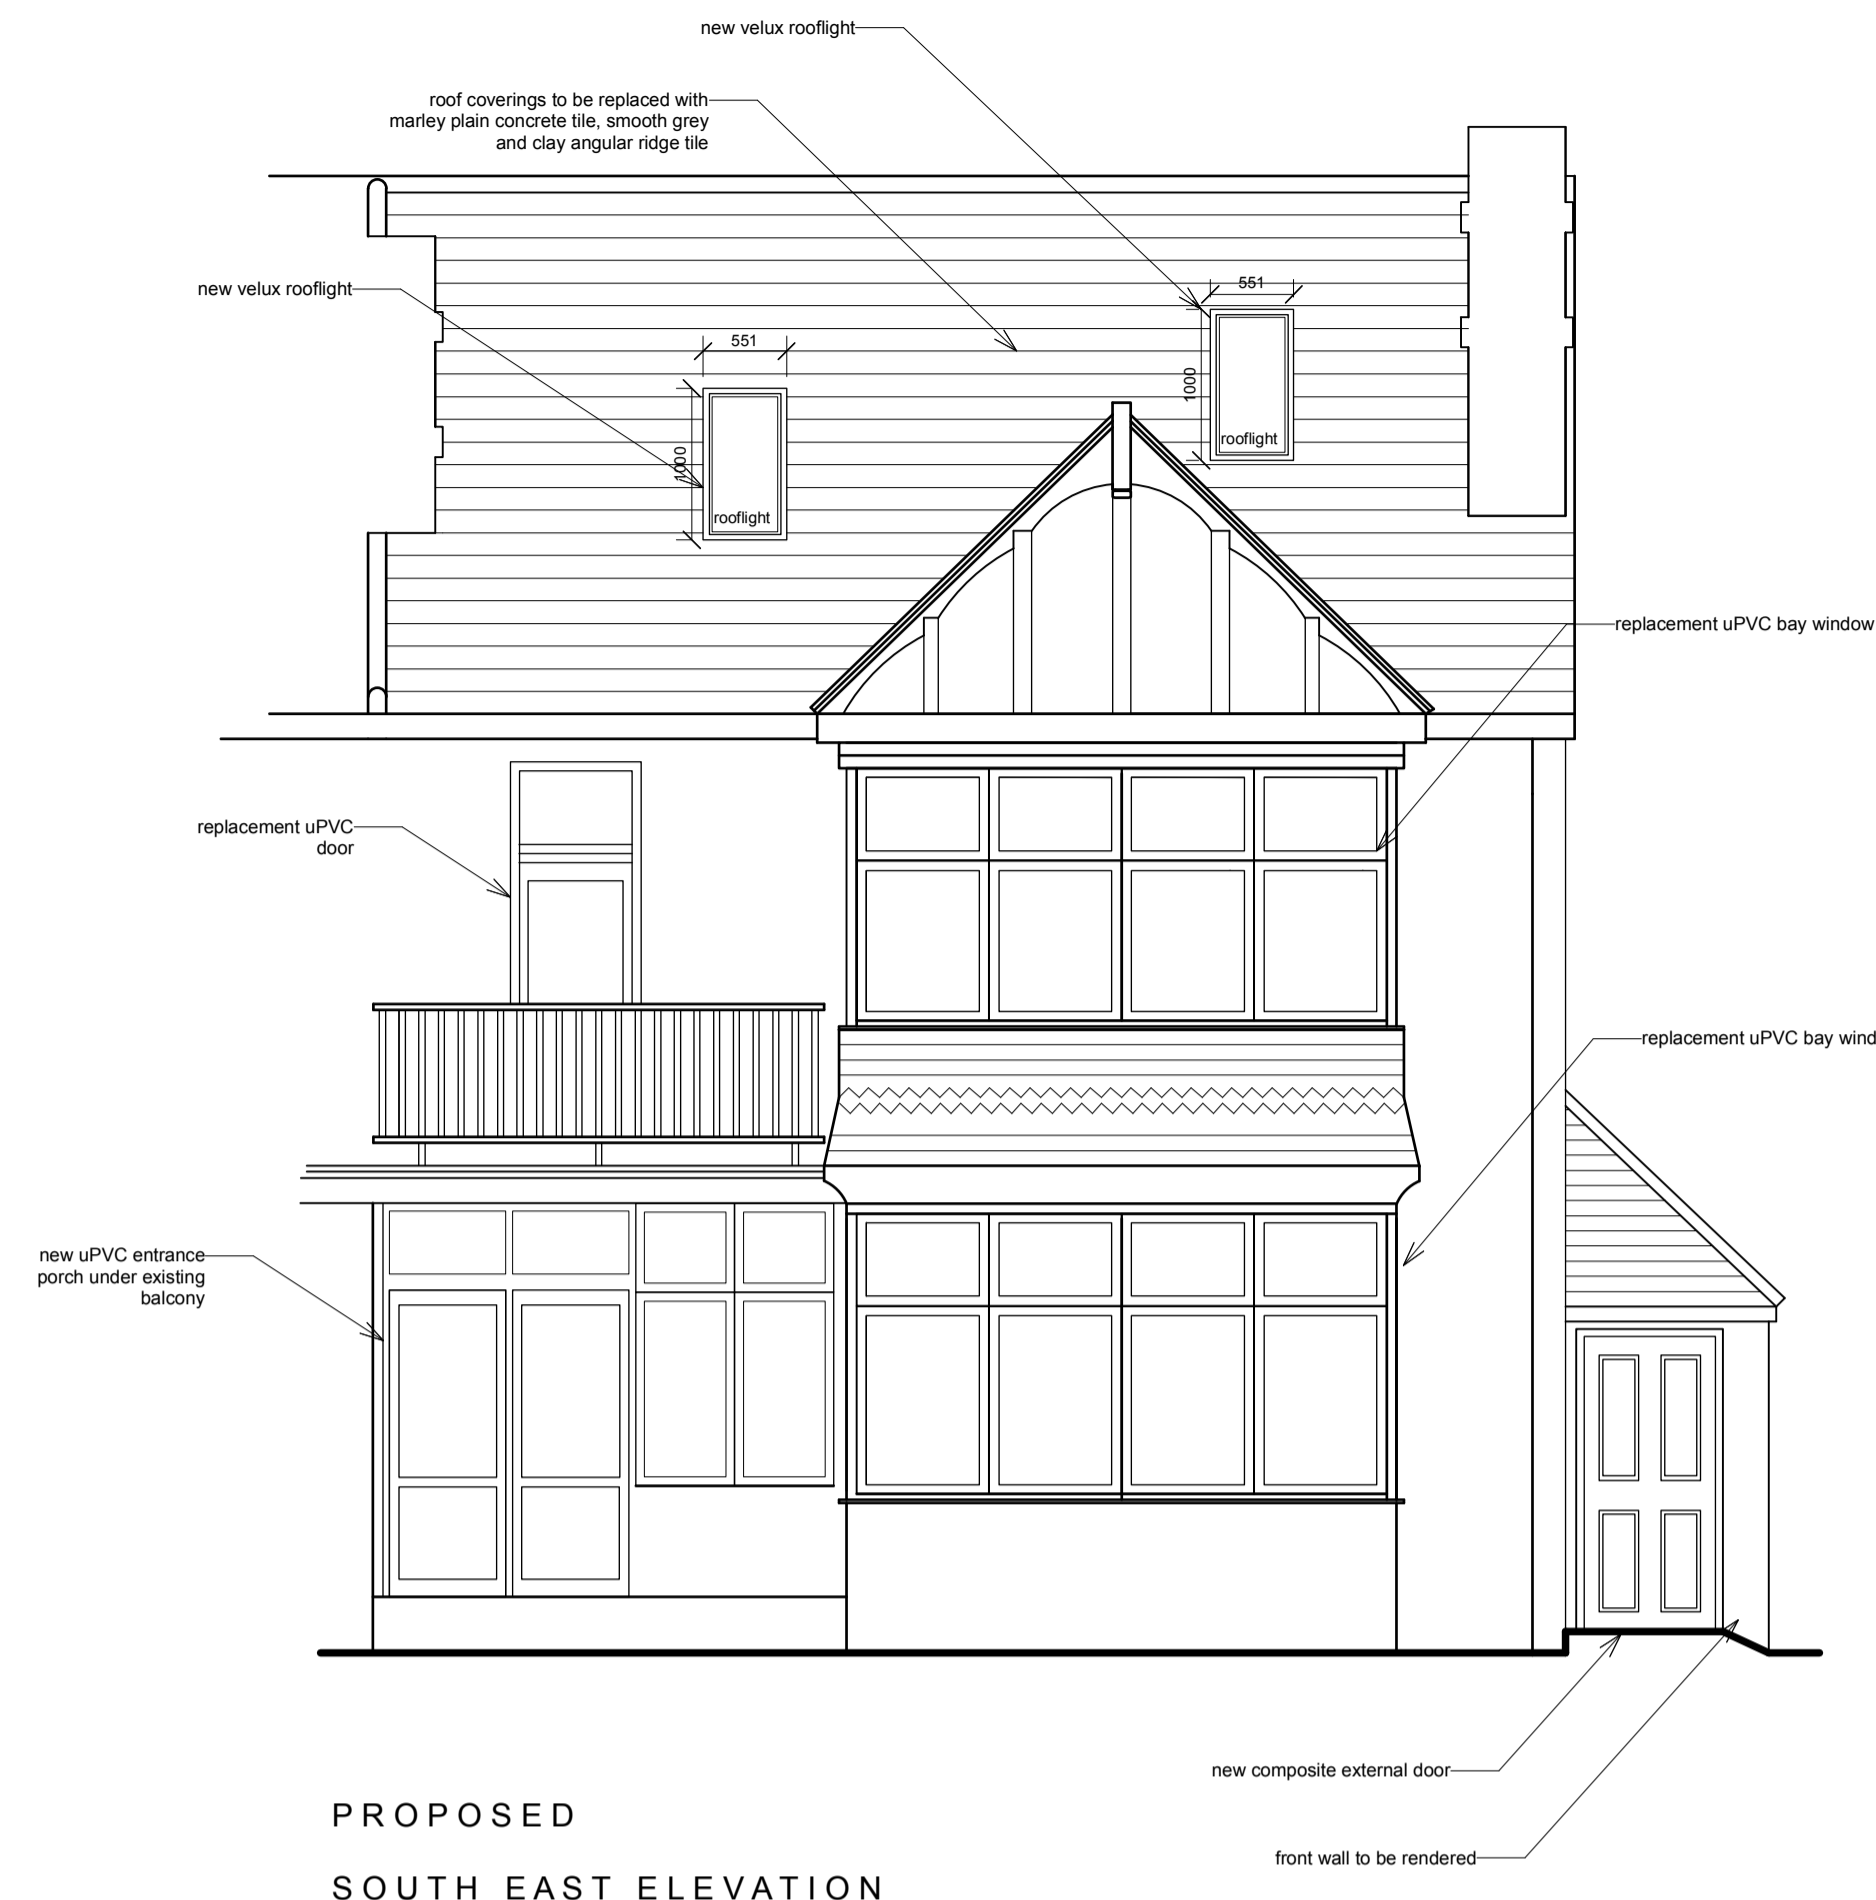 new velux rooflight
roof coverings to be replaced with
marley plain concrete tile, smooth grey
and clay angular ridge tile
new velux rooflight
551
1000
rooflight
551
1000
rooflight
replacement uPVC bay window
replacement uPVC
door
replacement uPVC bay wind
new uPVC entrance
porch under existing
balcony
new composite external door
front wall to be rendered
PROPOSED
SOUTH EAST ELEVATION